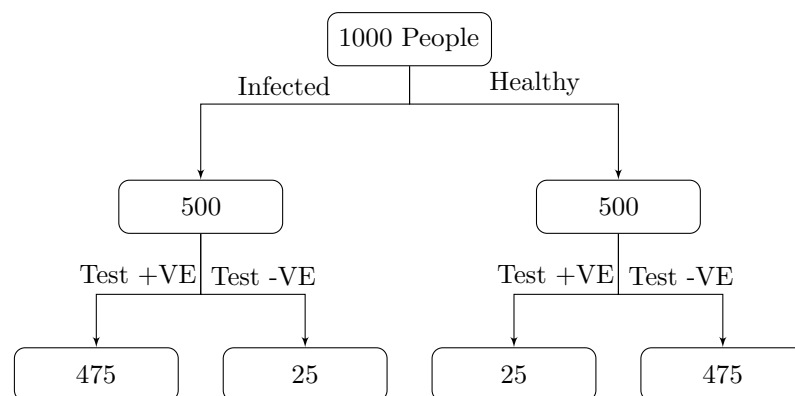 1000 People
Infected
Healthy
500
500
Test +VE
Test -VE
Test +VE
Test -VE
475
25
25
475